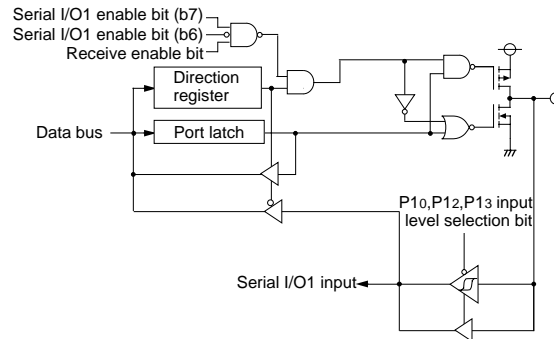 Serial I/O1 enable bit (b7)
Serial I/O1 enable bit (b6)
Receive enable bit
Direction
register
Data bus
Port latch
P10,P12,P13 input
level selection bit
Serial I/O1 input